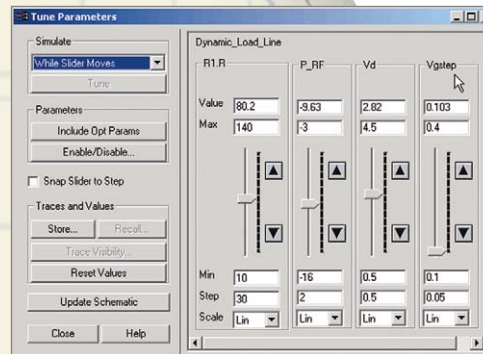 Tune Parameters
Simulate
While Slider Moves
Tune
Parameters
Include Opt Params
Enable/Disable...
Snap Slider to Step
Traces and Values
Store... Recall...
Trace Visibility...
Reset Values
Update Schematic
Close Help
Dynamic_Load_Line
R1.R P_RF Vd Vgstep
Value 80.2 -9.63 2.82 0.103
Max 140 -3 4.5 0.4
Min 10 -16 0.5 0.1
Step 30 2 0.5 0.05
Scale Lin Lin Lin Lin